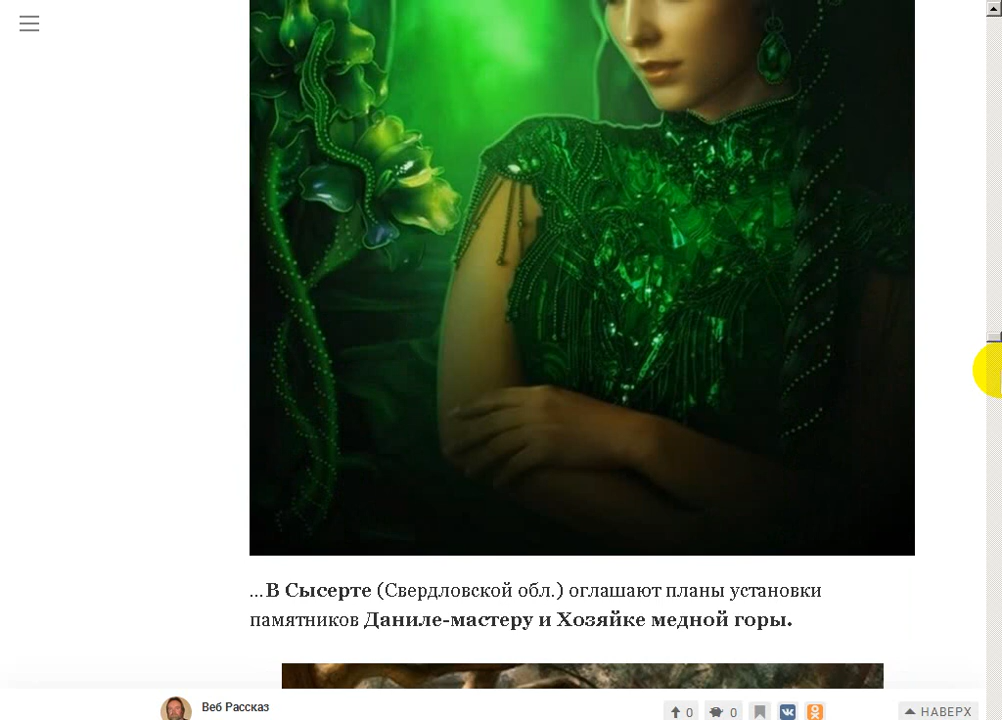 ...В Сысерте (Свердловской обл.) оглашают планы установки
памятников Даниле-мастеру и Хозяйке медной горы.
Веб Рассказ
0
0
НАВЕРХ